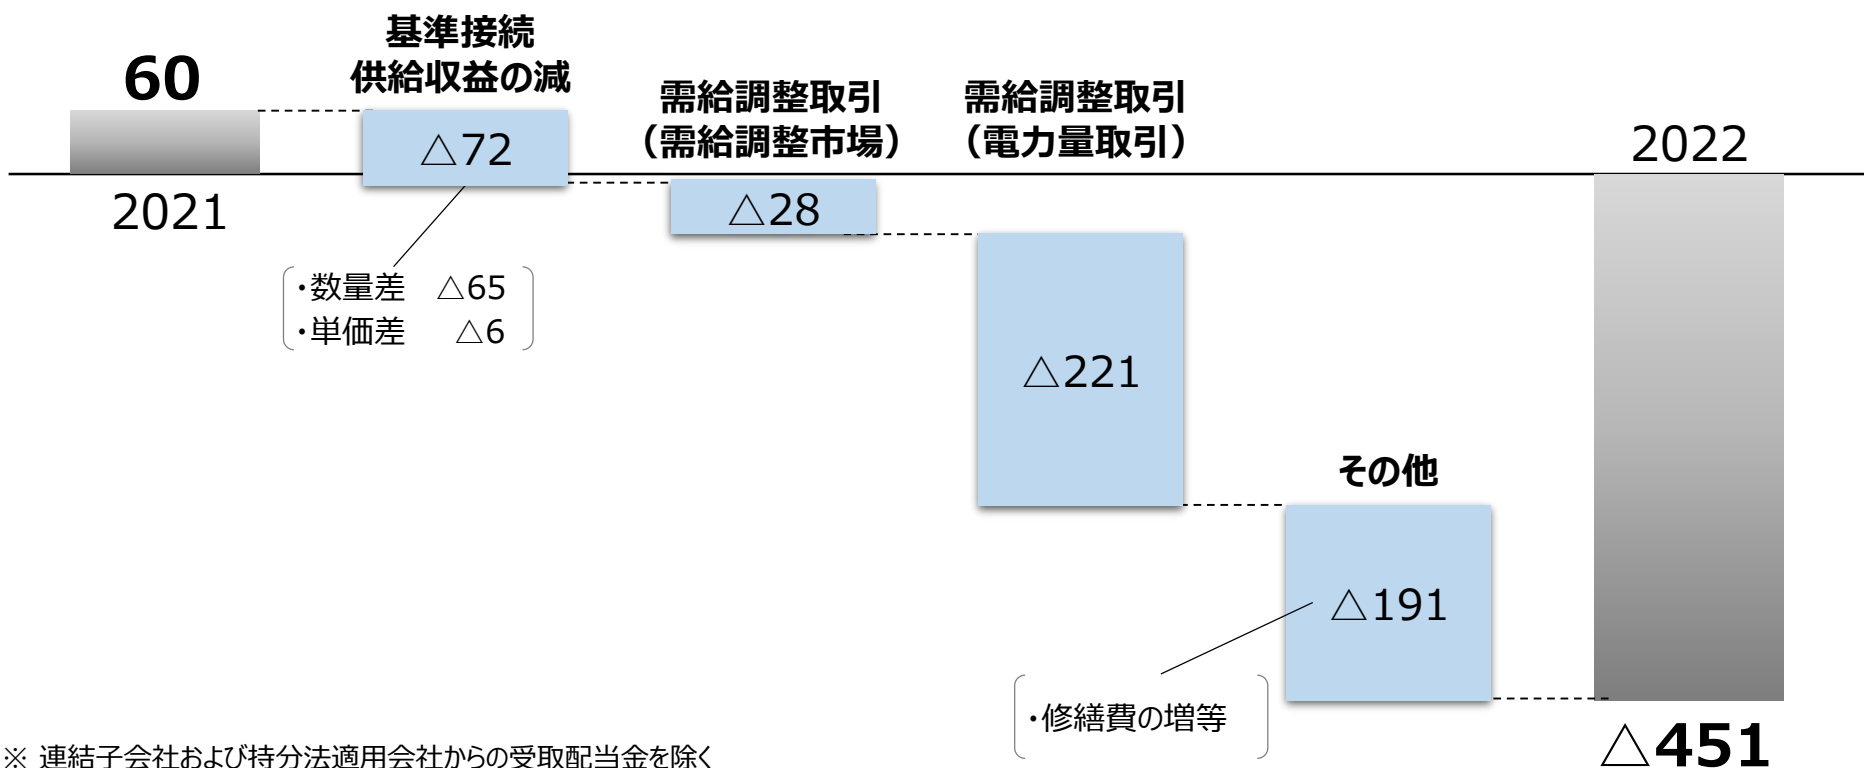 60
2021
基準接続
供給収益の減
△72
・数量差 △65
・単価差 △6
需給調整取引
（需給調整市場）
△28
需給調整取引
（電力量取引）
△221
その他
△191
・修繕費の増等
2022
△451
※ 連結子会社および持分法適用会社からの受取配当金を除く